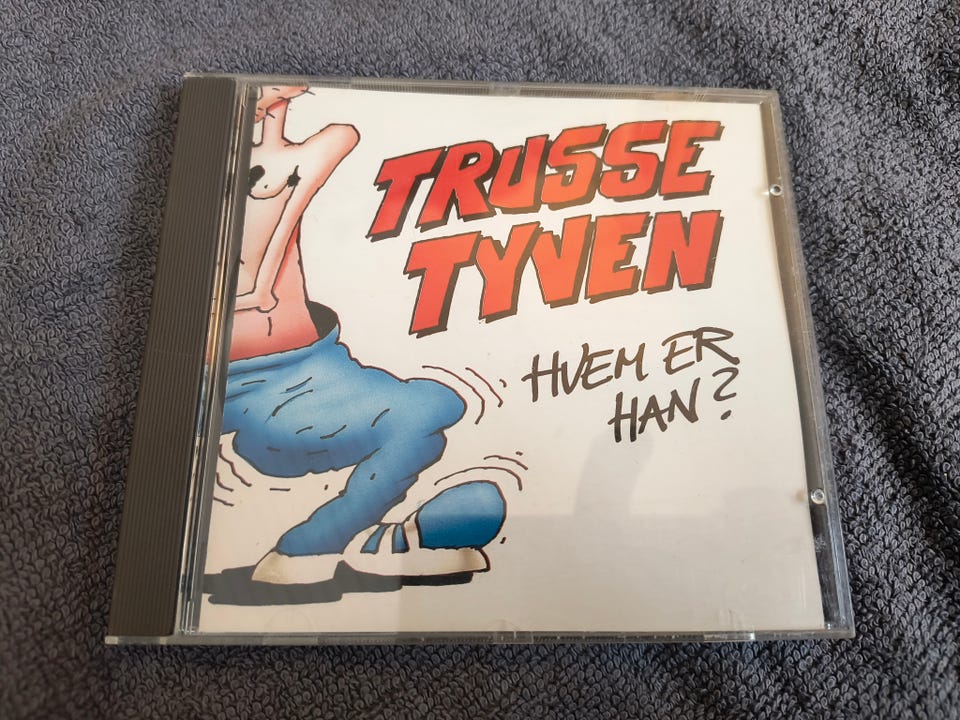 TRUSSE
TYVEN
HVEM ER
HAN?